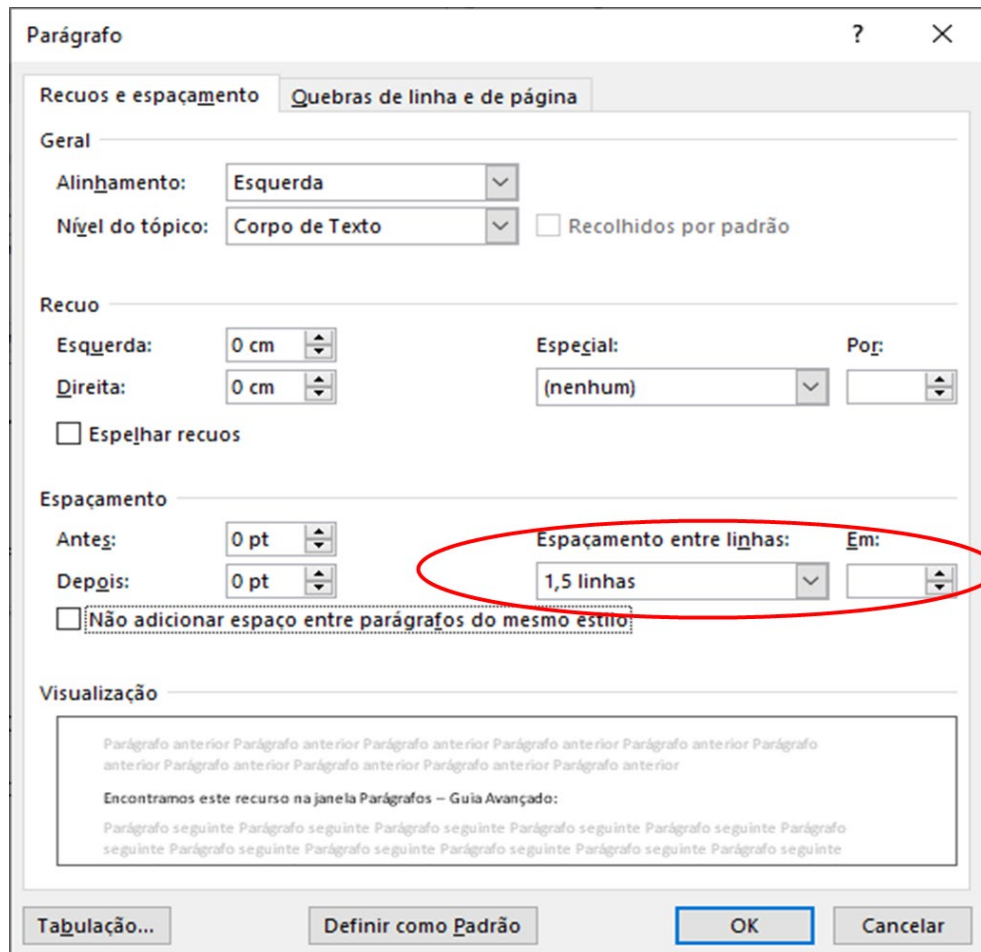 Parágrafo ?
Recuos e espaçamento Quebras de linha e de página
Geral
Alinhamento: Esquerda
Nível do tópico: Corpo de Texto Recolhidos por padrão
Recuo
Esquerda: 0 cm Especial: Por:
Direita: 0 cm (nenhum)
Espelhar recuos
Espaçamento
Antes: 0 pt Espaçamento entre linhas: Em:
Depois: 0 pt 1,5 linhas
Não adicionar espaço entre parágrafos do mesmo estilo
Visualização
Parágrafo anterior Parágrafo anterior Parágrafo anterior Parágrafo anterior Parágrafo anterior Parágrafo
anterior Parágrafo anterior Parágrafo anterior Parágrafo anterior Parágrafo anterior
Encontramos este recurso na janela Parágrafos – Guia Avançado:
Parágrafo seguinte Parágrafo seguinte Parágrafo seguinte Parágrafo seguinte Parágrafo seguinte Parágrafo
seguinte Parágrafo seguinte Parágrafo seguinte Parágrafo seguinte Parágrafo seguinte Parágrafo seguinte
Tabulação... Definir como Padrão OK Cancelar